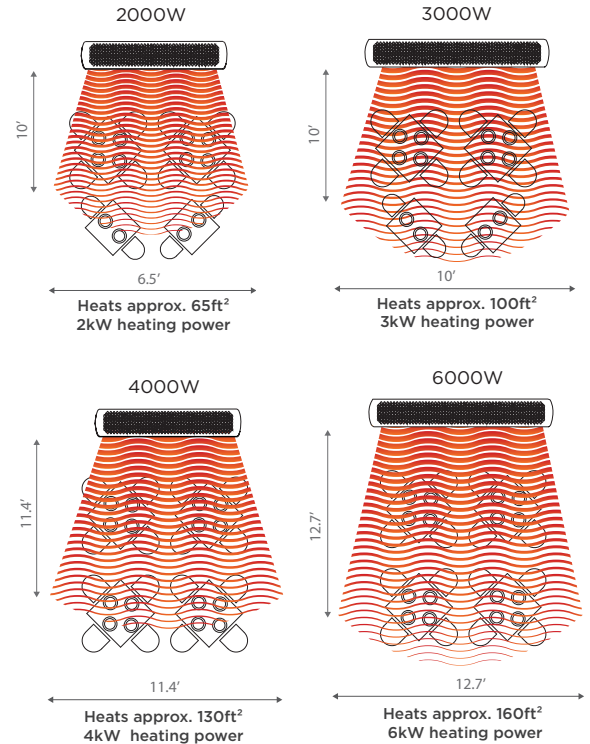 2000W
10’
6.5’
Heats approx. 65ft²
2kW heating power
3000W
10’
10’
Heats approx. 100ft²
3kW heating power
4000W
11.4’
11.4’
Heats approx. 130ft²
4kW heating power
6000W
12.7’
12.7’
Heats approx. 160ft²
6kW heating power